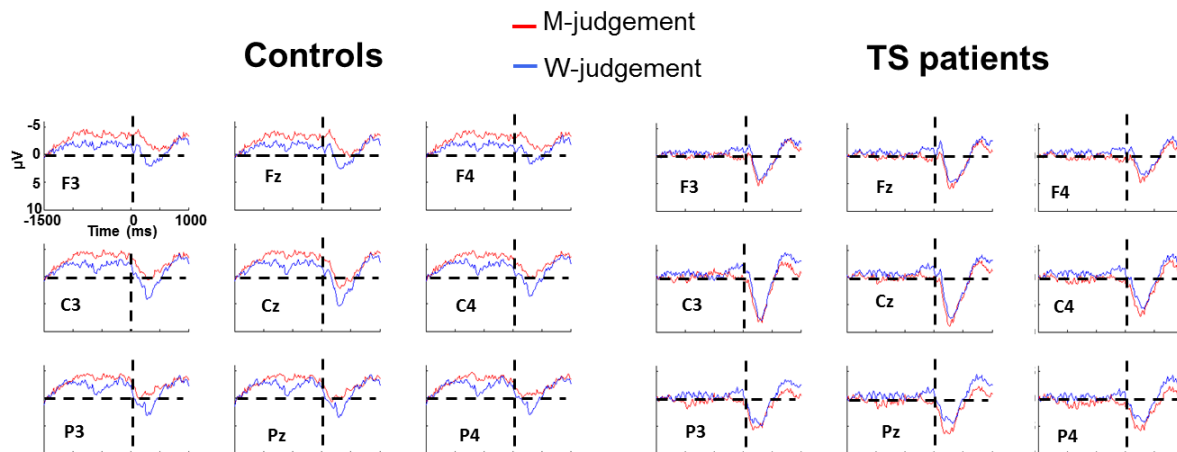 M-judgement
Controls
W-judgement
TS patients
-5
0
5
10
µV
F3
Fz
F4
F3
Fz
F4
-1500
0
1000
Time (ms)
C3
Cz
C4
C3
Cz
C4
P3
Pz
P4
P3
Pz
P4